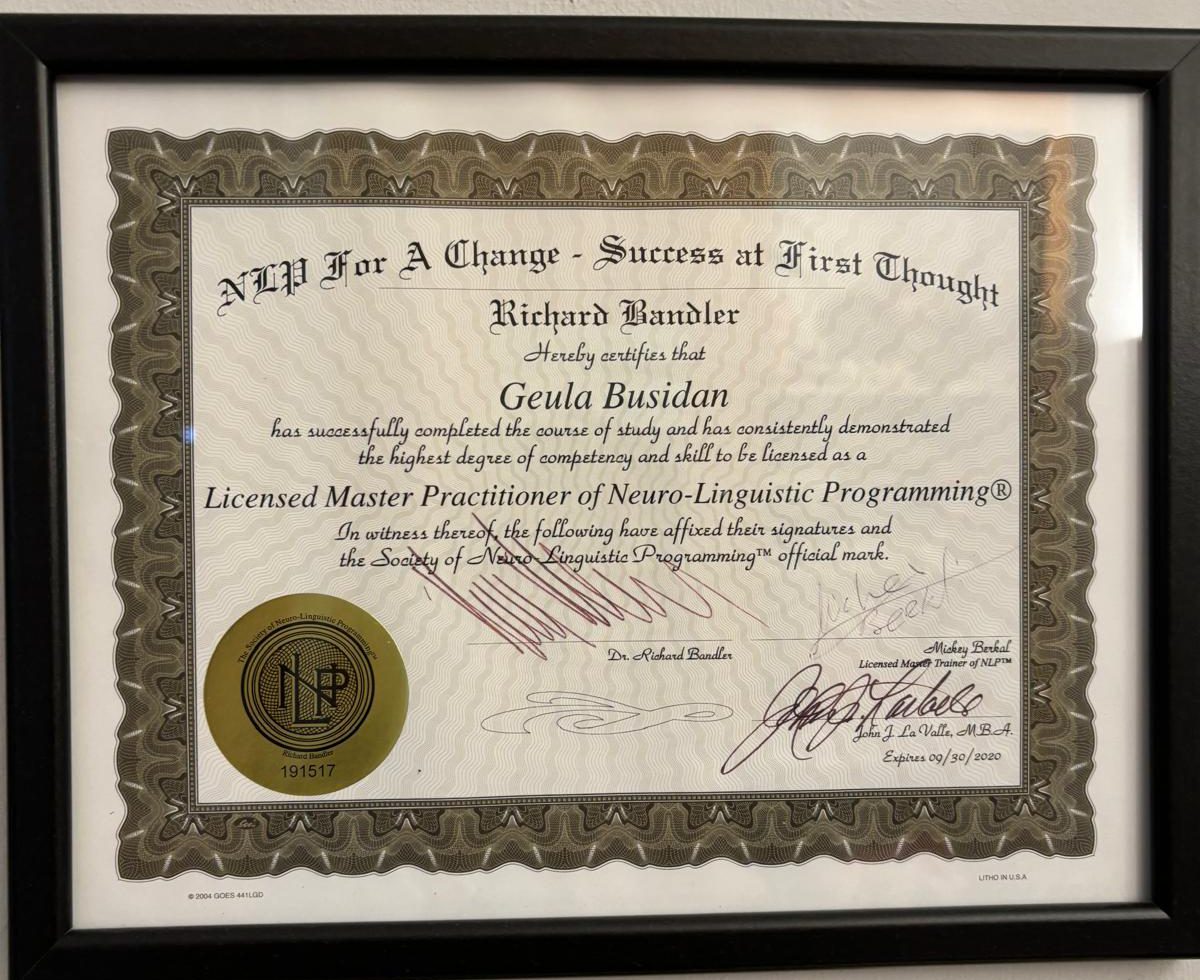 NLP For A Change - Success at First Thought
Richard Bandler
Hereby certifies that
Geula Busidan
has successfully completed the course of study and has consistently demonstrated
the highest degree of competency and skill to be licensed as a
Licensed Master Practitioner of Neuro-Linguistic Programming®
In witness thereof, the following have affixed their signatures and
the Society of Neuro-Linguistic Programming™ official mark.
Dr. Richard Bandler
Mickey Berkal
Licensed Master Trainer of NLP™
John J. La Valle, M.B.A.
Expires 09/30/2020
The Society of Neuro-Linguistic Programming™
NLP
Richard Bandler
191517
© 2004 GOES 441LGD
LITHO IN U.S.A